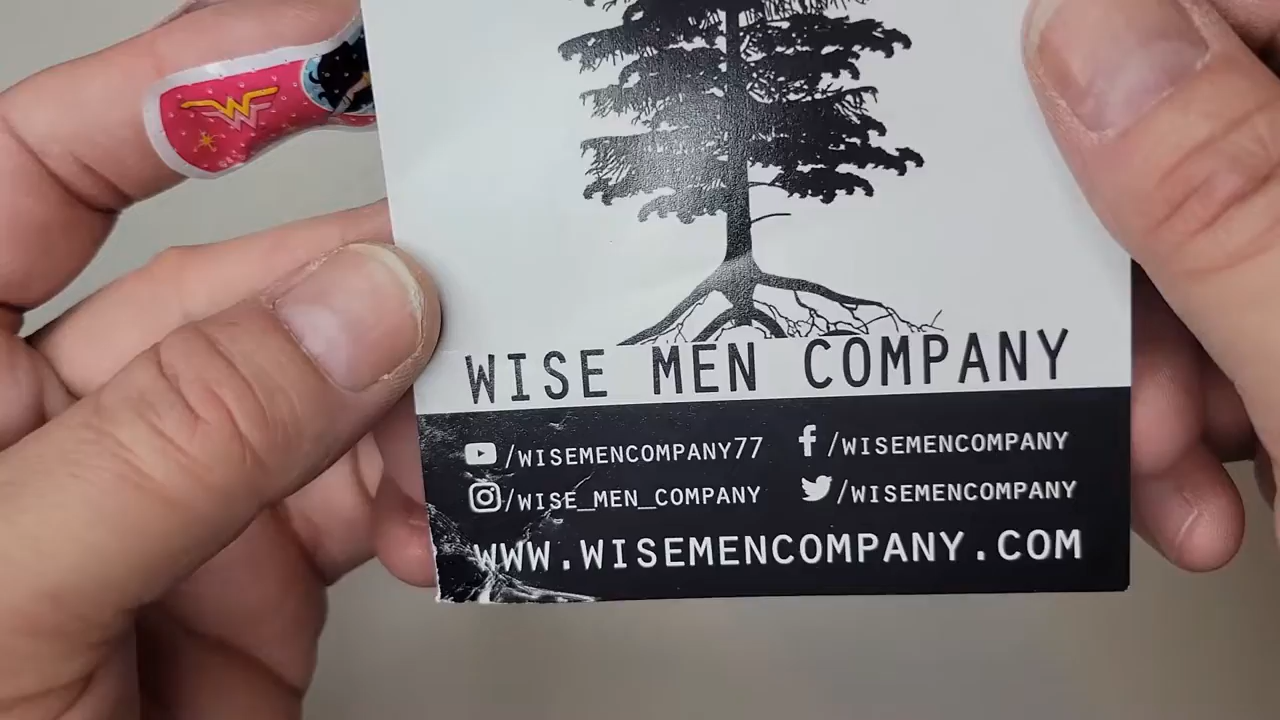 WISE MEN COMPANY
/WISEMENCOMPANY77 /WISEMENCOMPANY
/WISE_MEN_COMPANY /WISEMENCOMPANY
WWW.WISEMENCOMPANY.COM